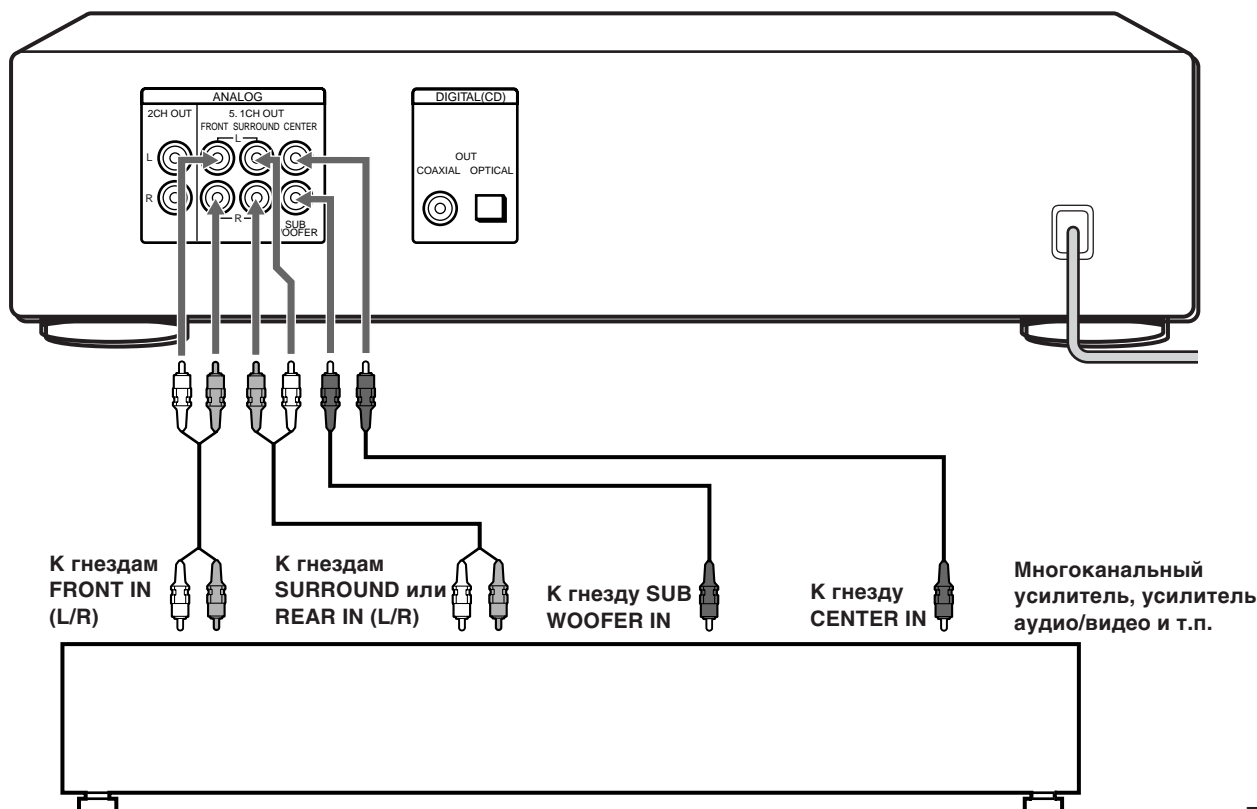 ANALOG
2CH OUT
5. 1CH OUT
FRONT SURROUND CENTER
L
L
R
R
SUB
WOOFER
DIGITAL(CD)
OUT
COAXIAL OPTICAL
К гнездам
FRONT IN
(L/R)
К гнездам
SURROUND или
REAR IN (L/R)
К гнезду SUB
WOOFER IN
К гнезду
CENTER IN
Многоканальный
усилитель, усилитель
аудио/видео и т.п.